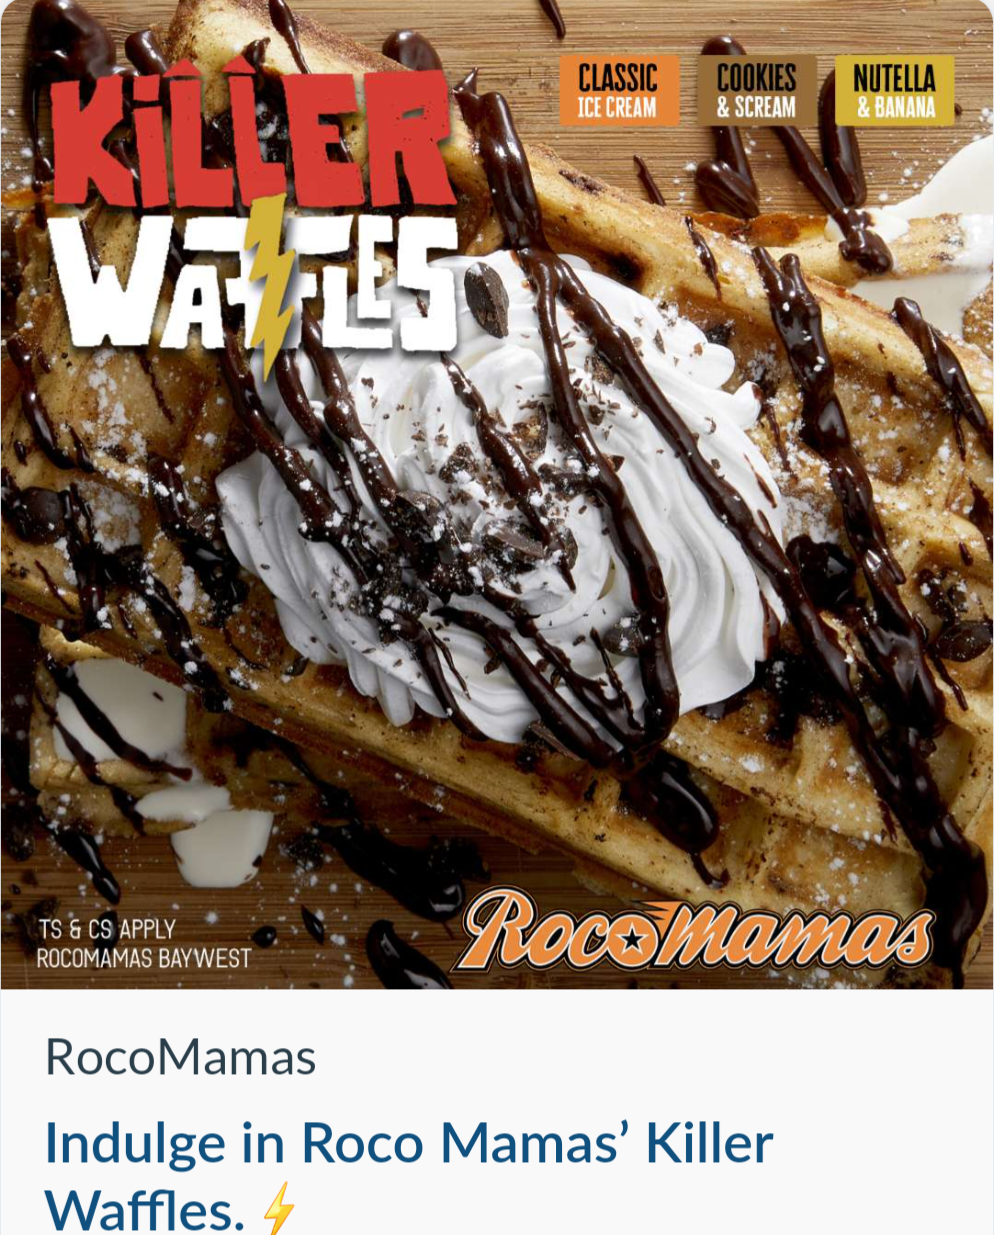 KiLLER
WAFFLES
CLASSIC
ICE CREAM
COOKIES
& SCREAM
NUTELLA
& BANANA
TS & CS APPLY
ROCOMAMAS BAYWEST
RocoMamas
RocoMamas
Indulge in Roco Mamas’ Killer
Waffles. ⚡